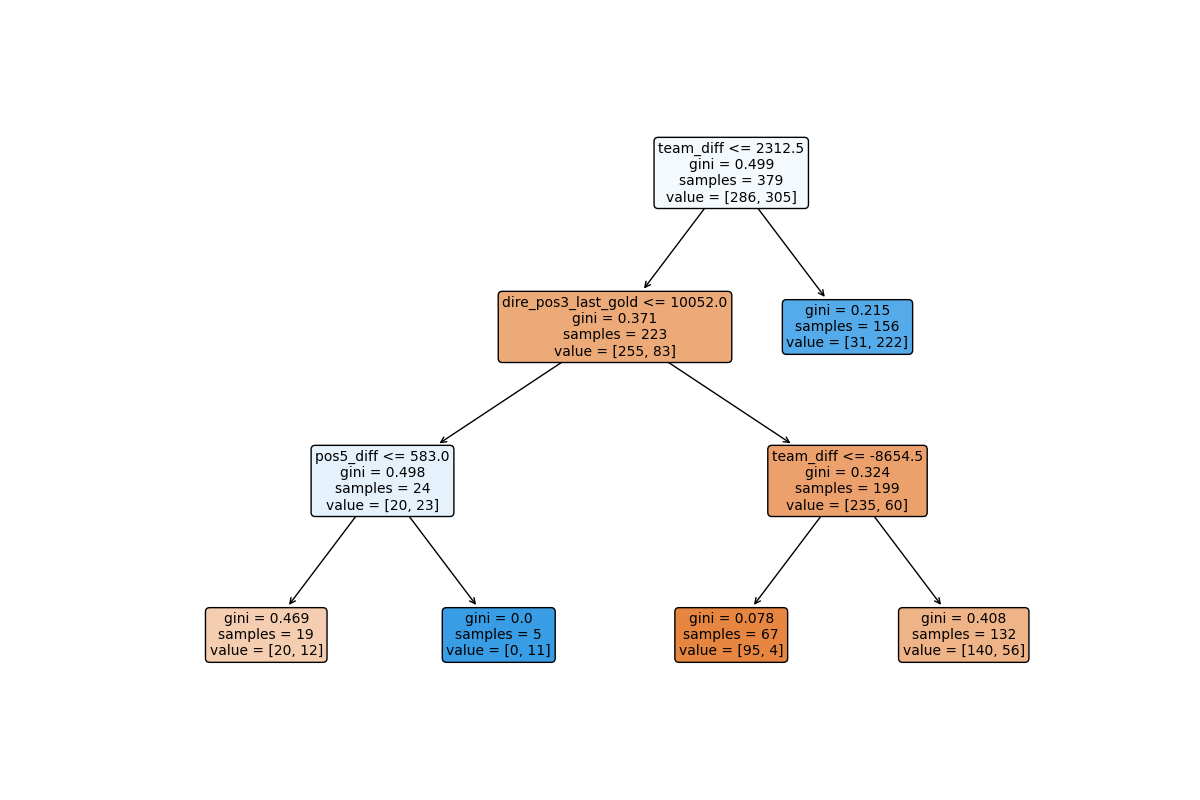 team_diff <= 2312.5
gini = 0.499
samples = 379
value = [286, 305]
dire_pos3_last_gold <= 10052.0
gini = 0.371
samples = 223
value = [255, 83]
gini = 0.215
samples = 156
value = [31, 222]
pos5_diff <= 583.0
gini = 0.498
samples = 24
value = [20, 23]
team_diff <= -8654.5
gini = 0.324
samples = 199
value = [235, 60]
gini = 0.469
samples = 19
value = [20, 12]
gini = 0.0
samples = 5
value = [0, 11]
gini = 0.078
samples = 67
value = [95, 4]
gini = 0.408
samples = 132
value = [140, 56]